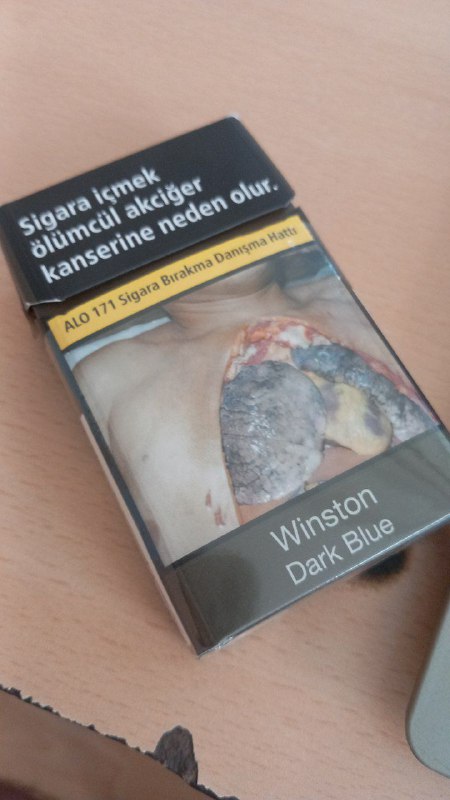 Sigara içmek
ölümcül akciğer
kanserine neden olur.
ALO 171 Sigara Bırakma Danışma Hattı
Winston
Dark Blue